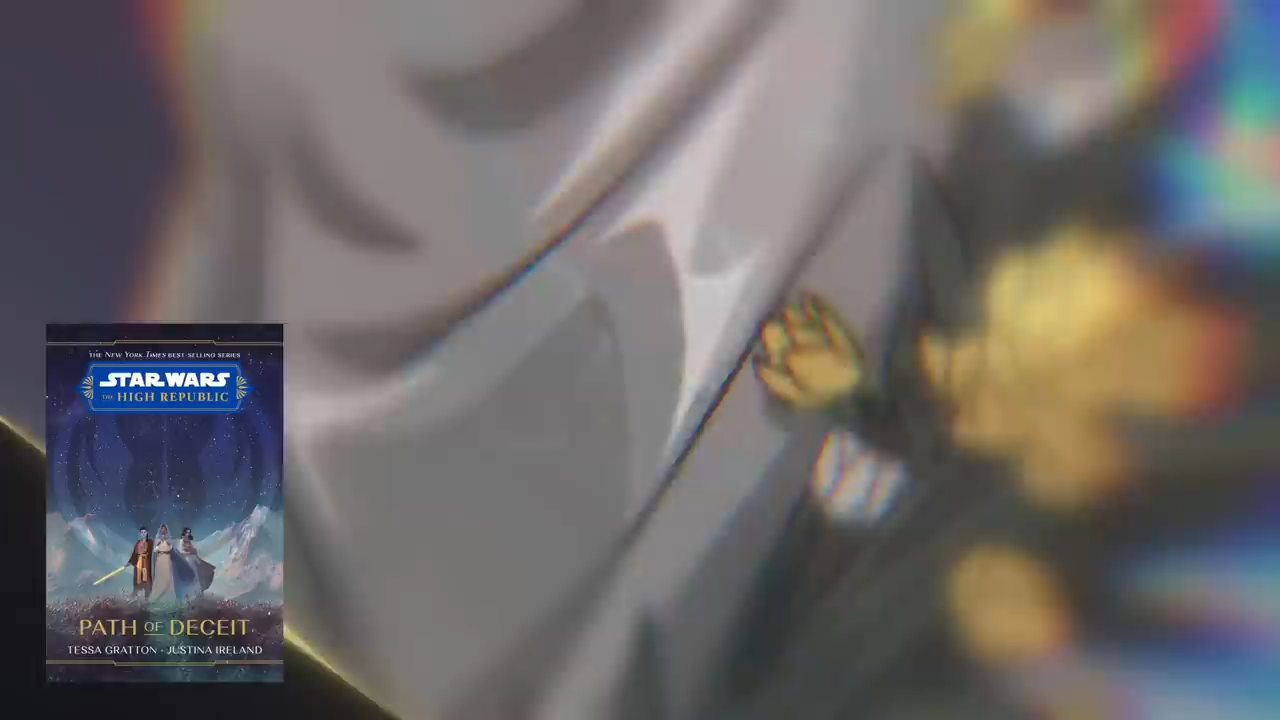 THE NEW YORK TIMES BEST-SELLING SERIES
STAR WARS
THE HIGH REPUBLIC
PATH OF DECEIT
TESSA GRATTON · JUSTINA IRELAND